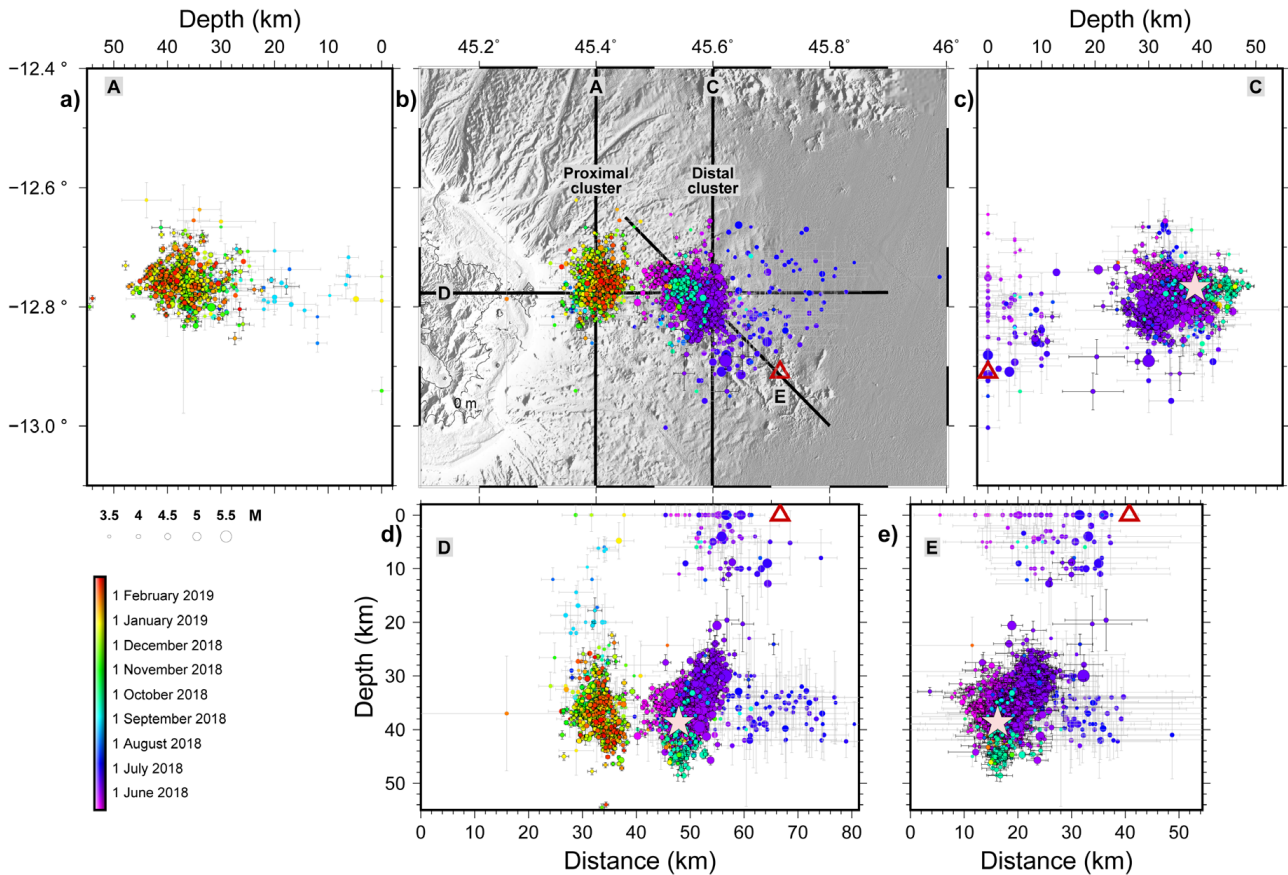 Depth (km)
50 40 30 20 10 0
45.2° 45.4° 45.6° 45.8° 46°
Depth (km)
0 10 20 30 40 50
−12.4°
−12.6°
−12.8°
−13.0°
a)
A
b)
A
C
Proximal
cluster
Distal
cluster
D
0 m
E
c)
C
3.5 4 4.5 5 5.5 M
1 February 2019
1 January 2019
1 December 2018
1 November 2018
1 October 2018
1 September 2018
1 August 2018
1 July 2018
1 June 2018
d)
D
0
10
20
30
40
50
Depth (km)
0 10 20 30 40 50 60 70 80
Distance (km)
e)
E
0 10 20 30 40 50
Distance (km)